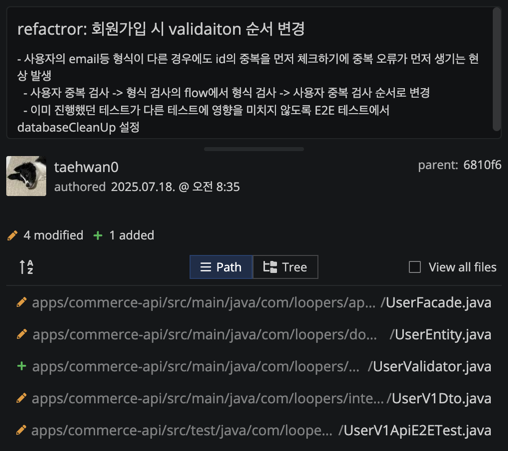 refactror: 회원가입 시 validaiton 순서 변경
- 사용자의 email등 형식이 다른 경우에도 id의 중복을 먼저 체크하기에 중복 오류가 먼저 생기는 현
상 발생
- 사용자 중복 검사 -> 형식 검사의 flow에서 형식 검사 -> 사용자 중복 검사 순서로 변경
- 이미 진행했던 테스트가 다른 테스트에 영향을 미치지 않도록 E2E 테스트에서
databaseCleanUp 설정
taehwan0
parent: 6810f6
authored 2025.07.18. @ 오전 8:35
4 modified + 1 added
A Z Path Tree View all files
apps/commerce-api/src/main/java/com/loopers/ap... /UserFacade.java
apps/commerce-api/src/main/java/com/loopers/do... /UserEntity.java
+ apps/commerce-api/src/main/java/com/loopers/... /UserValidator.java
apps/commerce-api/src/main/java/com/loopers/inte... /UserV1Dto.java
apps/commerce-api/src/test/java/com/loope... /UserV1ApiE2ETest.java